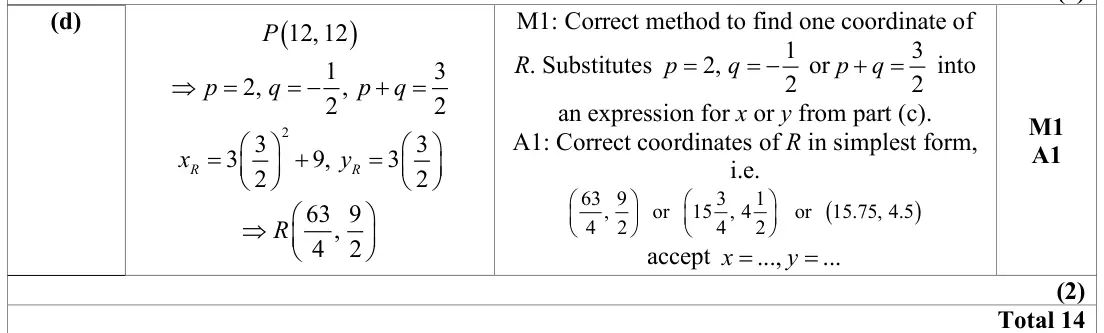 (d)
P(12, 12)
⇒ p = 2, q = −1/2, p + q = 3/2
x_R = 3(3/2)² + 9, y_R = 3(3/2)
⇒ R(63/4, 9/2)
M1: Correct method to find one coordinate of
R. Substitutes p = 2, q = −1/2 or p + q = 3/2 into
an expression for x or y from part (c).
A1: Correct coordinates of R in simplest form,
i.e.
(63/4, 9/2) or (15 3/4, 4 1/2) or (15.75, 4.5)
accept x = ..., y = ...
M1
A1
(2)
Total 14